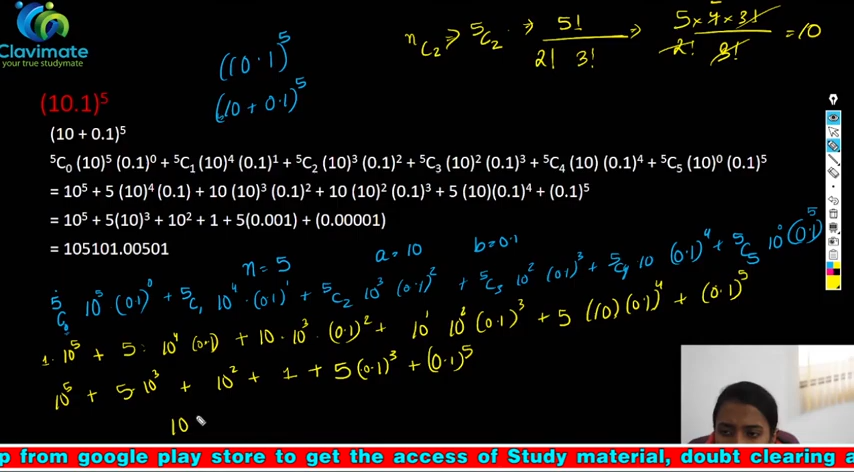 Clavimate
your true studymate
(10.1)⁵
(10 + 0.1)⁵
ⁿC₂ ⇒ ⁵C₂ ⇒ 5! / 2! 3! ⇒ 5 × 4 × 3! / 2! 3! = 10
(10.1)⁵
(10 + 0.1)⁵
⁵C₀ (10)⁵ (0.1)⁰ + ⁵C₁ (10)⁴ (0.1)¹ + ⁵C₂ (10)³ (0.1)² + ⁵C₃ (10)² (0.1)³ + ⁵C₄ (10) (0.1)⁴ + ⁵C₅ (10)⁰ (0.1)⁵
= 10⁵ + 5 (10)⁴ (0.1) + 10 (10)³ (0.1)² + 10 (10)² (0.1)³ + 5 (10)(0.1)⁴ + (0.1)⁵
= 10⁵ + 5(10)³ + 10² + 1 + 5(0.001) + (0.00001)
= 105101.00501
n = 5 a = 10 b = 0.1
⁵C₀ 10⁵ (0.1)⁰ + ⁵C₁ 10⁴ (0.1)¹ + ⁵C₂ 10³ (0.1)² + ⁵C₃ 10² (0.1)³ + ⁵C₄ 10 (0.1)⁴ + ⁵C₅ 10⁰ (0.1)⁵
1. 10⁵ + 5. 10⁴ (0.1) + 10. 10³ . (0.1)² + 10¹ 10² (0.1)³ + 5 (10) (0.1)⁴ + (0.1)⁵
10⁵ + 5. 10³ + 10² + 1 + 5 (0.1)³ + (0.1)⁵
10
p from google play store to get the access of Study material, doubt clearing a